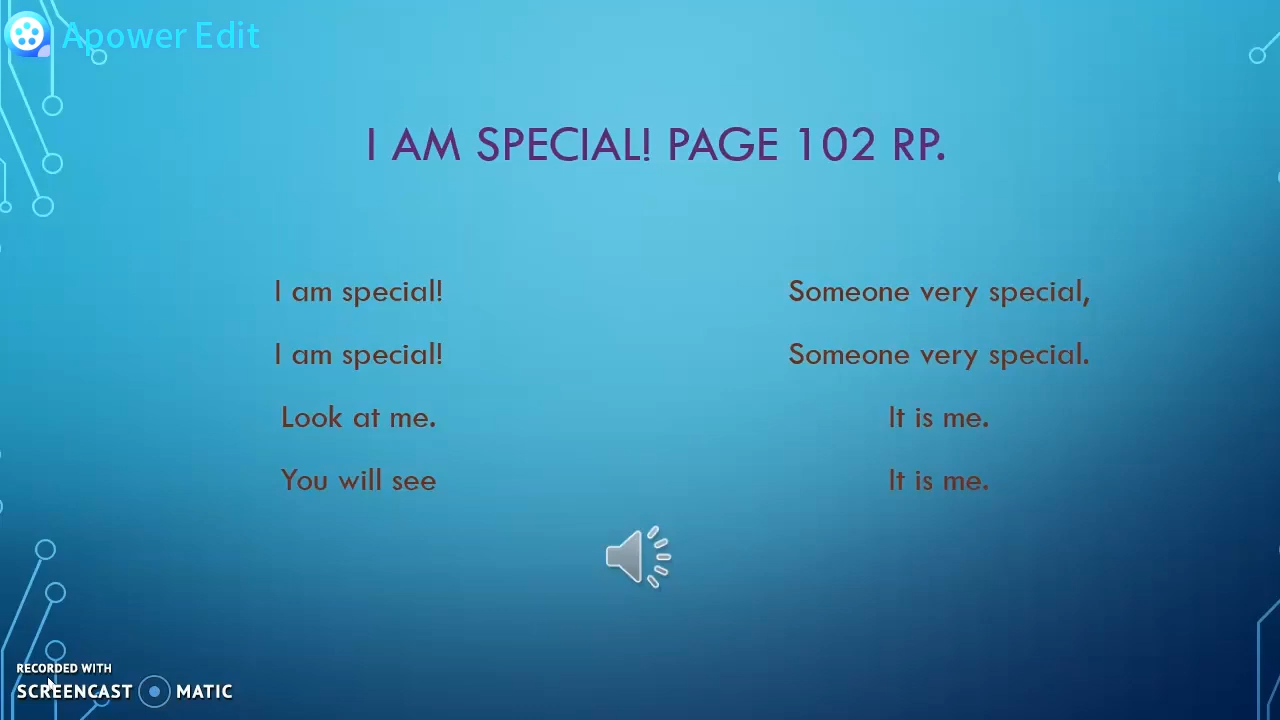 Apower Edit
I AM SPECIAL! PAGE 102 RP.
I am special!
I am special!
Look at me.
You will see
Someone very special,
Someone very special.
It is me.
It is me.
RECORDED WITH
SCREENCAST MATIC